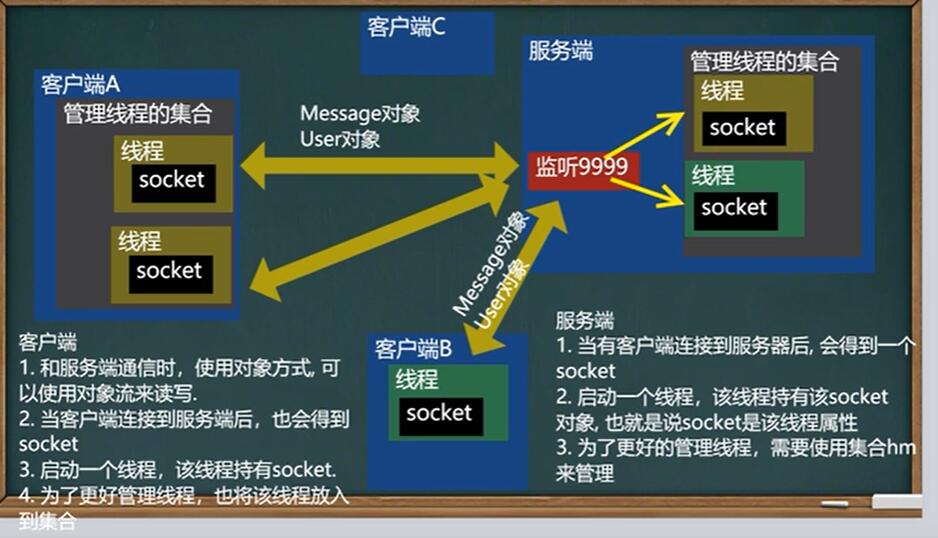 客户端C
服务端
管理线程的集合
线程
socket
线程
socket
监听9999
客户端A
管理线程的集合
线程
socket
线程
socket
Message对象
User对象
Message对象
User对象
客户端B
线程
socket
客户端
1. 和服务端通信时，使用对象方式, 可
以使用对象流来读写.
2. 当客户端连接到服务端后，也会得到
socket
3. 启动一个线程，该线程持有socket.
4. 为了更好管理线程，也将该线程放入
到集合
服务端
1. 当有客户端连接到服务器后, 会得到一个
socket
2. 启动一个线程，该线程持有该socket
对象, 也就是说socket是该线程属性
3. 为了更好的管理线程，需要使用集合hm
来管理